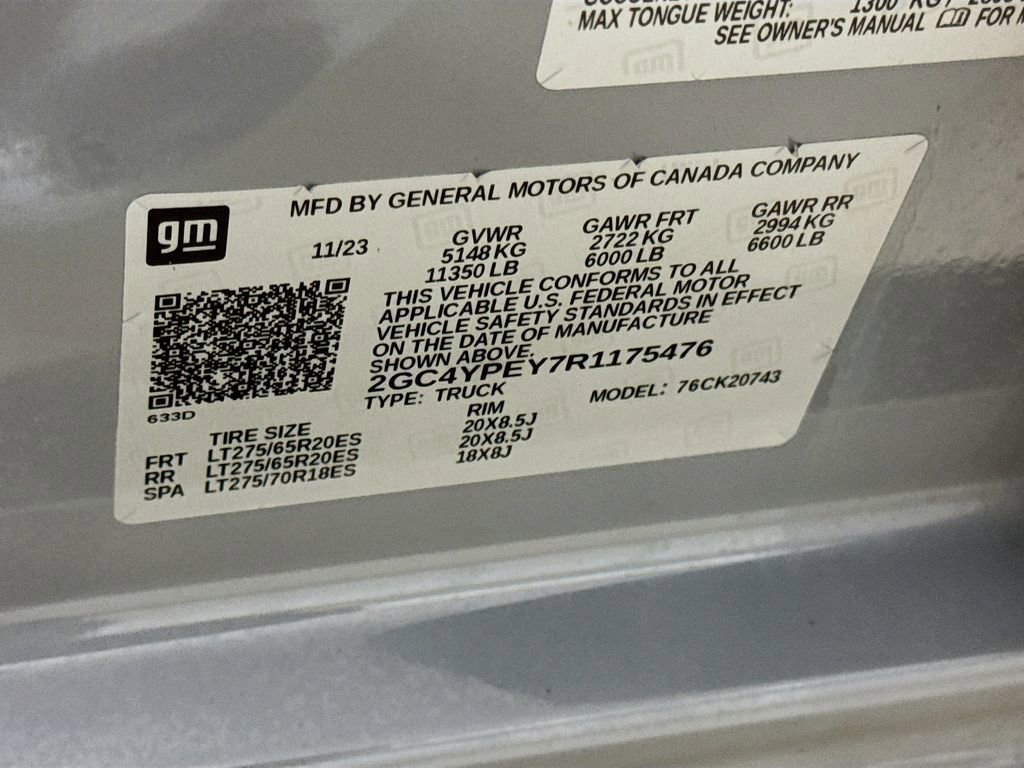 MAX TONGUE WEIGHT: 1300 KG
SEE OWNER'S MANUAL FOR
MFD BY GENERAL MOTORS OF CANADA COMPANY
gm
11/23
GVWR
5148 KG
11350 LB
GAWR FRT
2722 KG
6000 LB
GAWR RR
2994 KG
6600 LB
THIS VEHICLE CONFORMS TO ALL
APPLICABLE U.S. FEDERAL MOTOR
VEHICLE SAFETY STANDARDS IN EFFECT
ON THE DATE OF MANUFACTURE
SHOWN ABOVE.
2GC4YPEY7R1175476
TYPE: TRUCK
MODEL: 76CK20743
633D
TIRE SIZE RIM
FRT LT275/65R20ES 20X8.5J
RR LT275/65R20ES 20X8.5J
SPA LT275/70R18ES 18X8J